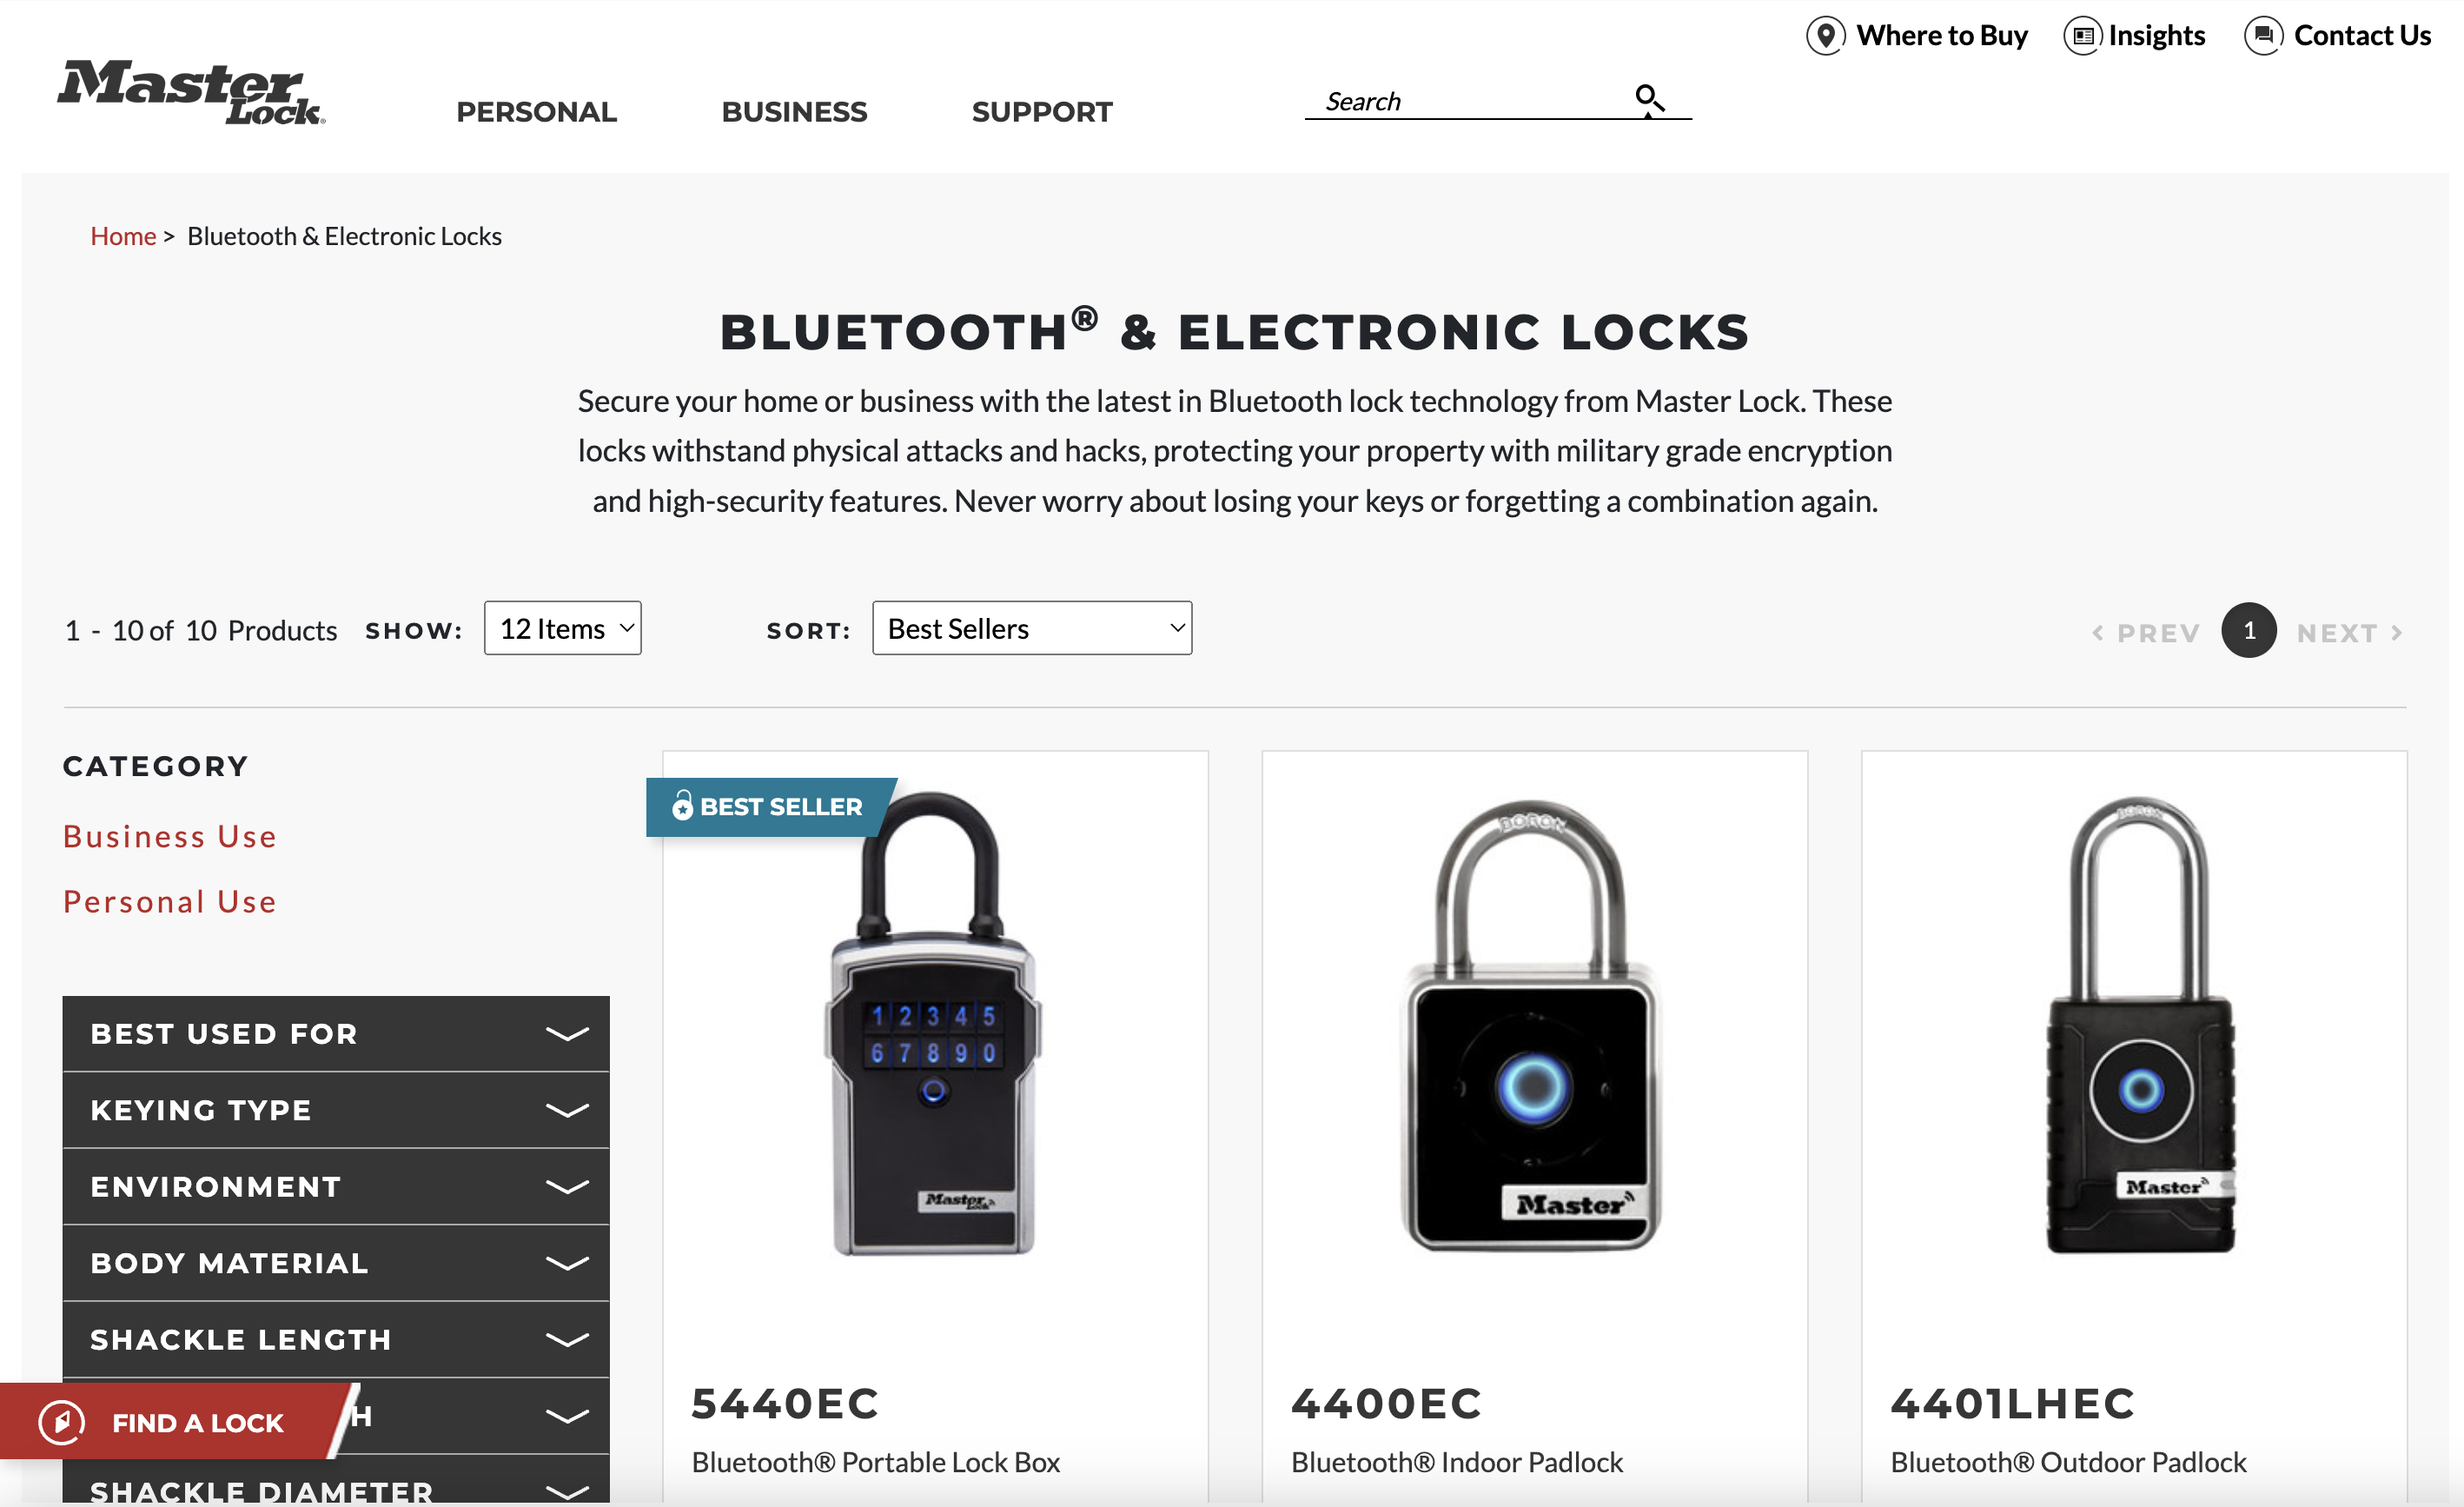 Where to Buy
Insights
Contact Us
Master Lock®
PERSONAL
BUSINESS
SUPPORT
Search
Home > Bluetooth & Electronic Locks
BLUETOOTH® & ELECTRONIC LOCKS
Secure your home or business with the latest in Bluetooth lock technology from Master Lock. These
locks withstand physical attacks and hacks, protecting your property with military grade encryption
and high-security features. Never worry about losing your keys or forgetting a combination again.
1 - 10 of 10 Products
SHOW:
12 Items
SORT:
Best Sellers
< PREV
1
NEXT >
CATEGORY
Business Use
Personal Use
BEST USED FOR
KEYING TYPE
ENVIRONMENT
BODY MATERIAL
SHACKLE LENGTH
H
SHACKLE DIAMETER
FIND A LOCK
BEST SELLER
1 2 3 4 5
6 7 8 9 0
Master Lock
5440EC
Bluetooth® Portable Lock Box
BORON
Master
4400EC
Bluetooth® Indoor Padlock
BORON
Master
4401LHEC
Bluetooth® Outdoor Padlock